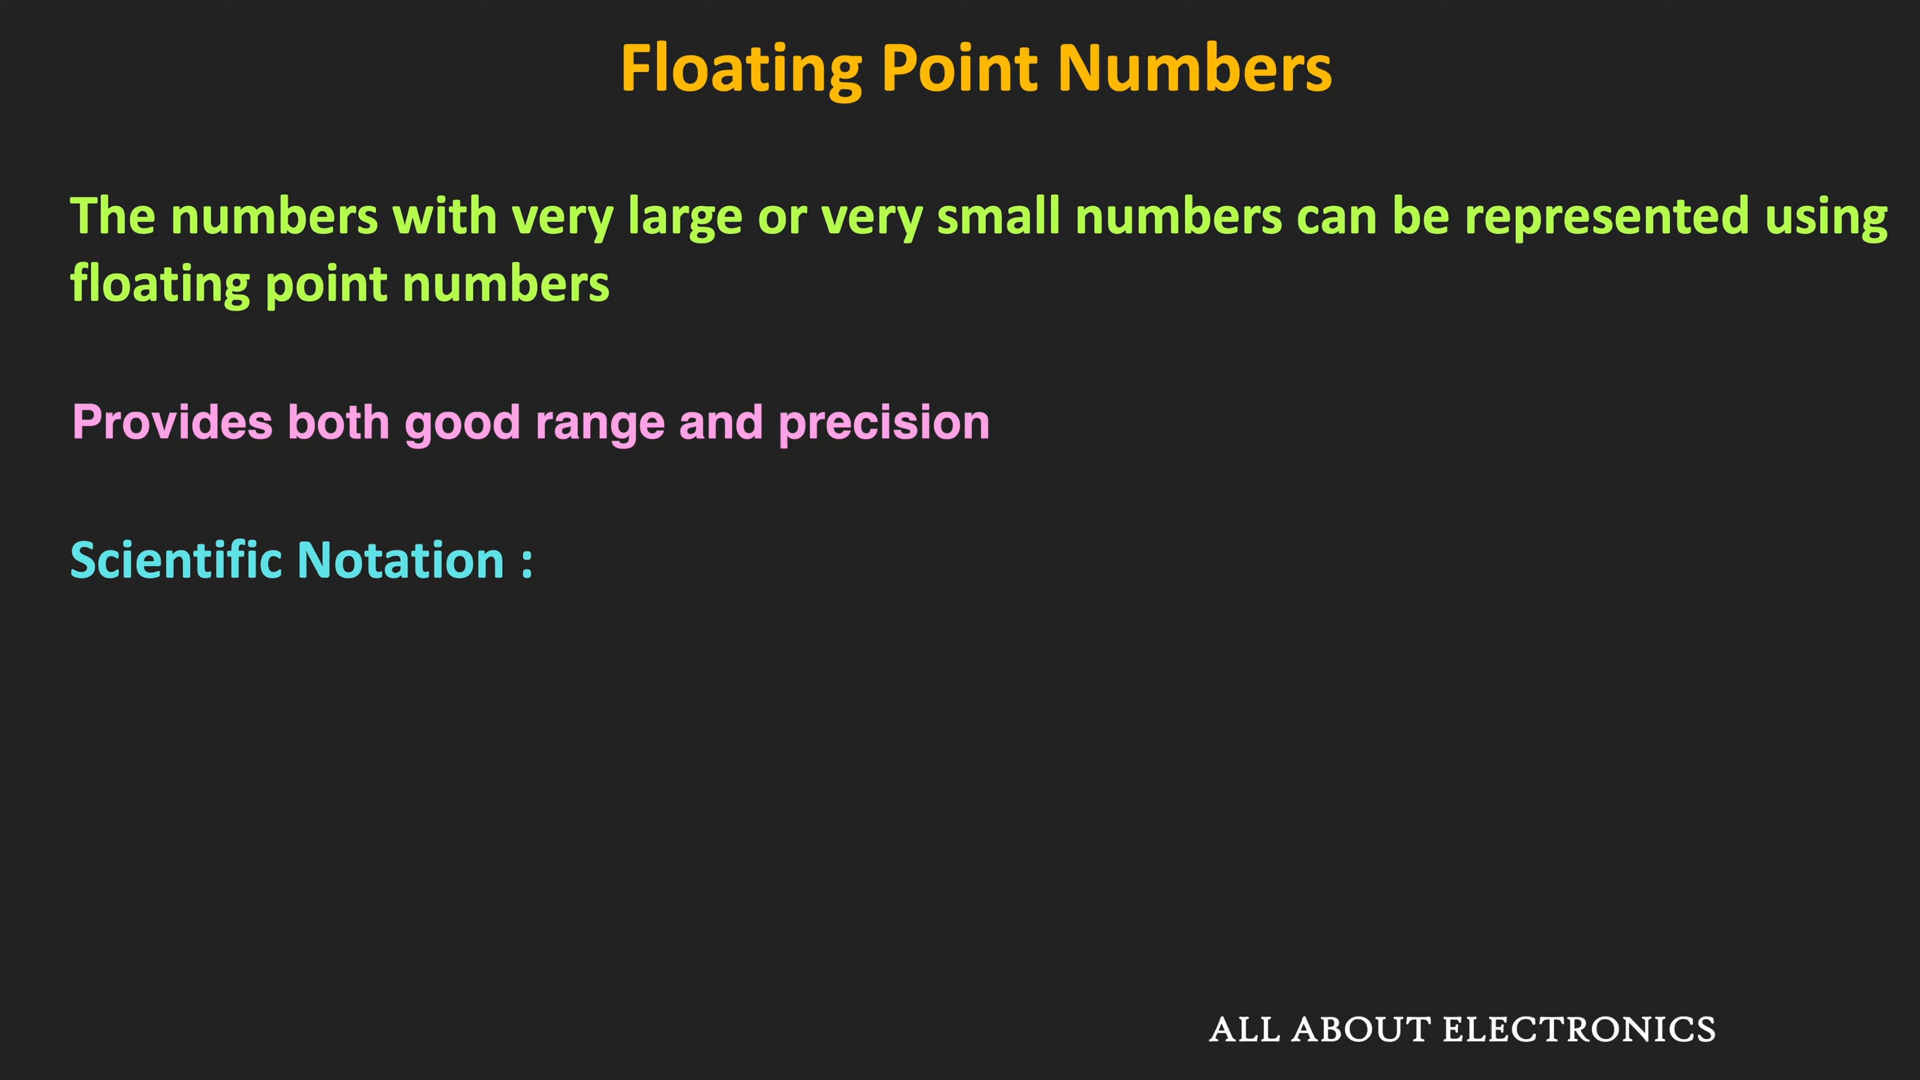 Floating Point Numbers
The numbers with very large or very small numbers can be represented using
floating point numbers
Provides both good range and precision
Scientific Notation :
ALL ABOUT ELECTRONICS